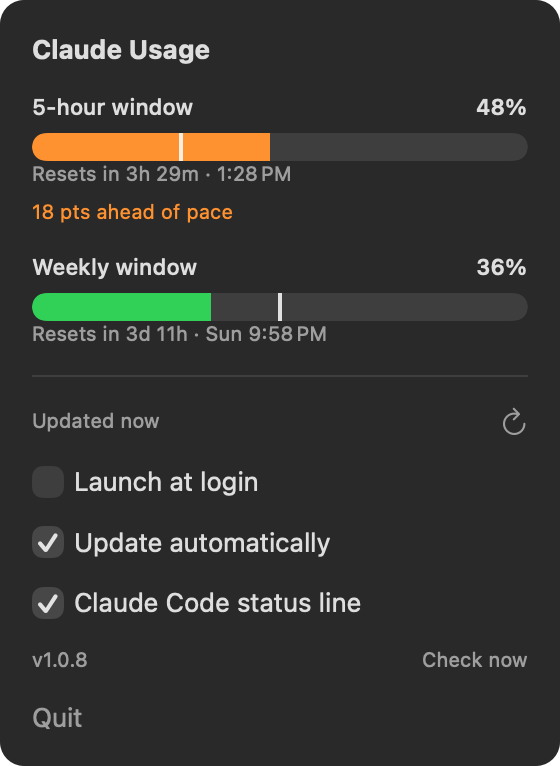 Claude Usage
5-hour window 48%
Resets in 3h 29m · 1:28 PM
18 pts ahead of pace
Weekly window 36%
Resets in 3d 11h · Sun 9:58 PM
Updated now
Launch at login
Update automatically
Claude Code status line
v1.0.8 Check now
Quit